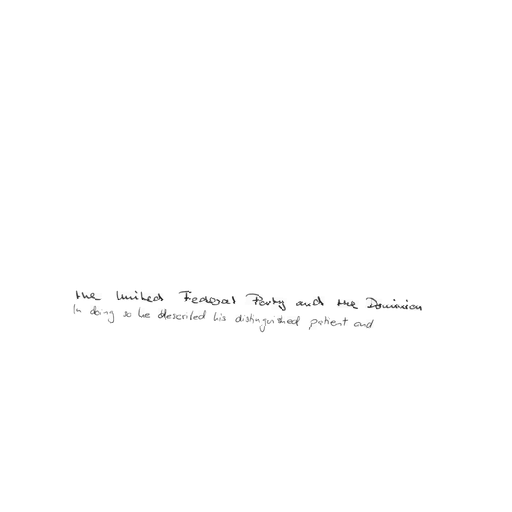 the United Federal Party and the Dominion
In doing so he described his distinguished patient and